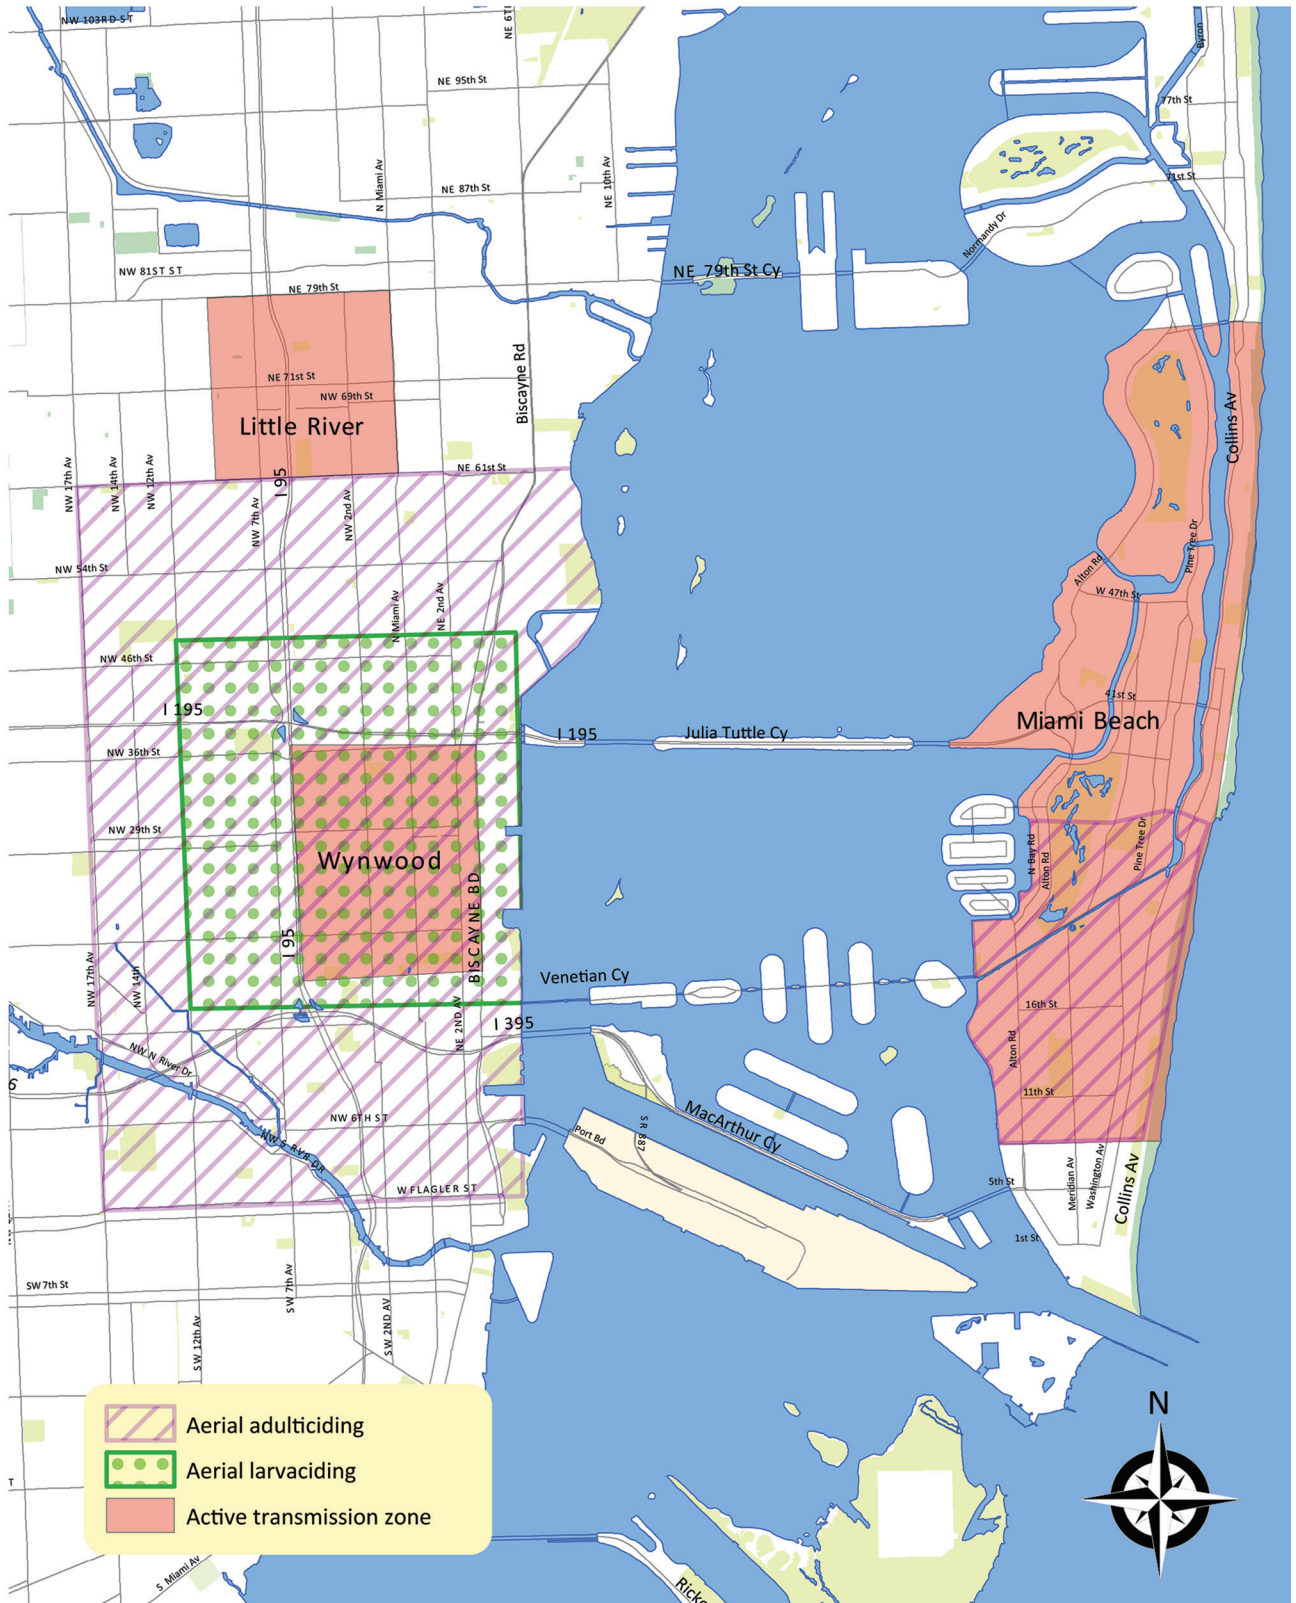 NW 103RD ST
NE 6TH
Byron
NE 95th St
77th St
N Miami Av
NE 87th St
NE 10th Av
71st St
Normandy Dr
NW 81ST ST
NE 79th St Cy
NE 79th St
Biscayne Rd
NE 71st St
NW 69th St
Little River
Collins Av
NW 17th Av
NW 14th Av
NW 12th Av
I 95
NE 61st St
NW 7th Av
NW 2nd Av
Pine Tree Dr
NW 54th St
Alton Rd
W 47th St
N Miami Av
NE 2nd Av
NW 46th St
41st St
I 195
Miami Beach
I 195
Julia Tuttle Cy
NW 36th St
NW 29th St
N Bay Rd
Alton Rd
Pine Tree Dr
Wynwood
BISCAYNE BD
I 95
NW 17th Av
NW 14th
Venetian Cy
16th St
NE 2ND AV
I 395
Alton Rd
NW N River Dr
6
11th St
NW 6TH ST
MacArthur Cy
SR 887
Port Bd
NW S RVR DR
W FLAGLER ST
5th St
Meridian Av
Washington Av
Collins Av
1st St
SW 7th St
SW 7th Av
SW 12th Av
SW 2ND AV
N
Aerial adulticiding
Aerial larvaciding
T
Active transmission zone
S Miami Av
Ricke